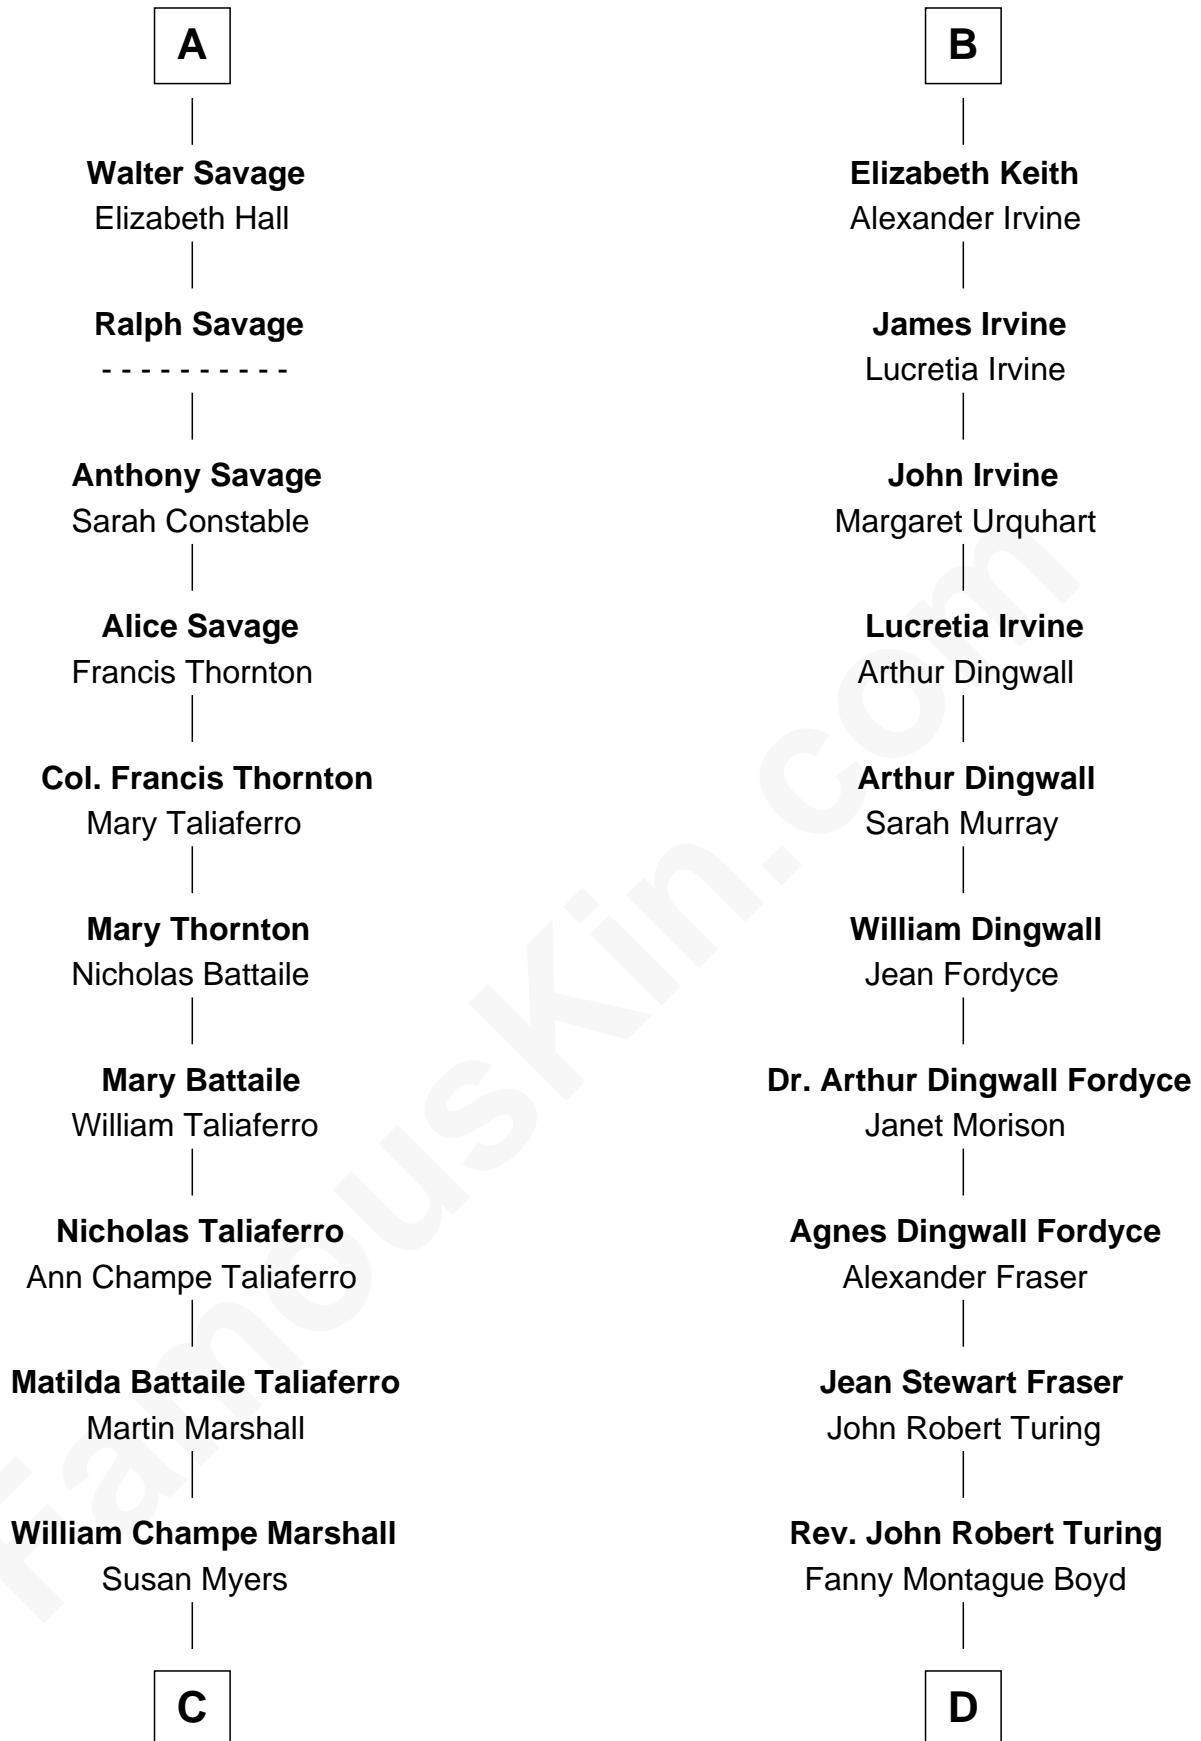 A
Walter Savage
Elizabeth Hall
Ralph Savage
- - - - - - - - - -
Anthony Savage
Sarah Constable
Alice Savage
Francis Thornton
Col. Francis Thornton
Mary Taliaferro
Mary Thornton
Nicholas Battaile
Mary Battaile
William Taliaferro
Nicholas Taliaferro
Ann Champe Taliaferro
Matilda Battaile Taliaferro
Martin Marshall
William Champe Marshall
Susan Myers
C
B
Elizabeth Keith
Alexander Irvine
James Irvine
Lucretia Irvine
John Irvine
Margaret Urquhart
Lucretia Irvine
Arthur Dingwall
Arthur Dingwall
Sarah Murray
William Dingwall
Jean Fordyce
Dr. Arthur Dingwall Fordyce
Janet Morison
Agnes Dingwall Fordyce
Alexander Fraser
Jean Stewart Fraser
John Robert Turing
Rev. John Robert Turing
Fanny Montague Boyd
D
FamousKin.com